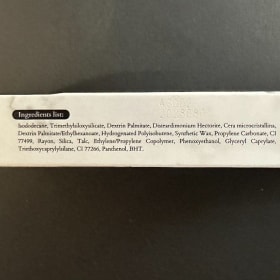 Ingredients list:
Isododecane, Trimethylsiloxysilicate, Dextrin Palmitate, Disteardimonium Hectorite, Cera microcristallina,
Dextrin Palmitate/Ethylhexanoate, Hydrogenated Polyisobutene, Synthetic Wax, Propylene Carbonate, CI
77499, Rayon, Silica, Talc, Ethylene/Propylene Copolymer, Phenoxyethanol, Glyceryl Caprylate,
Triethoxycaprylylsilane, CI 77266, Panthenol, BHT.